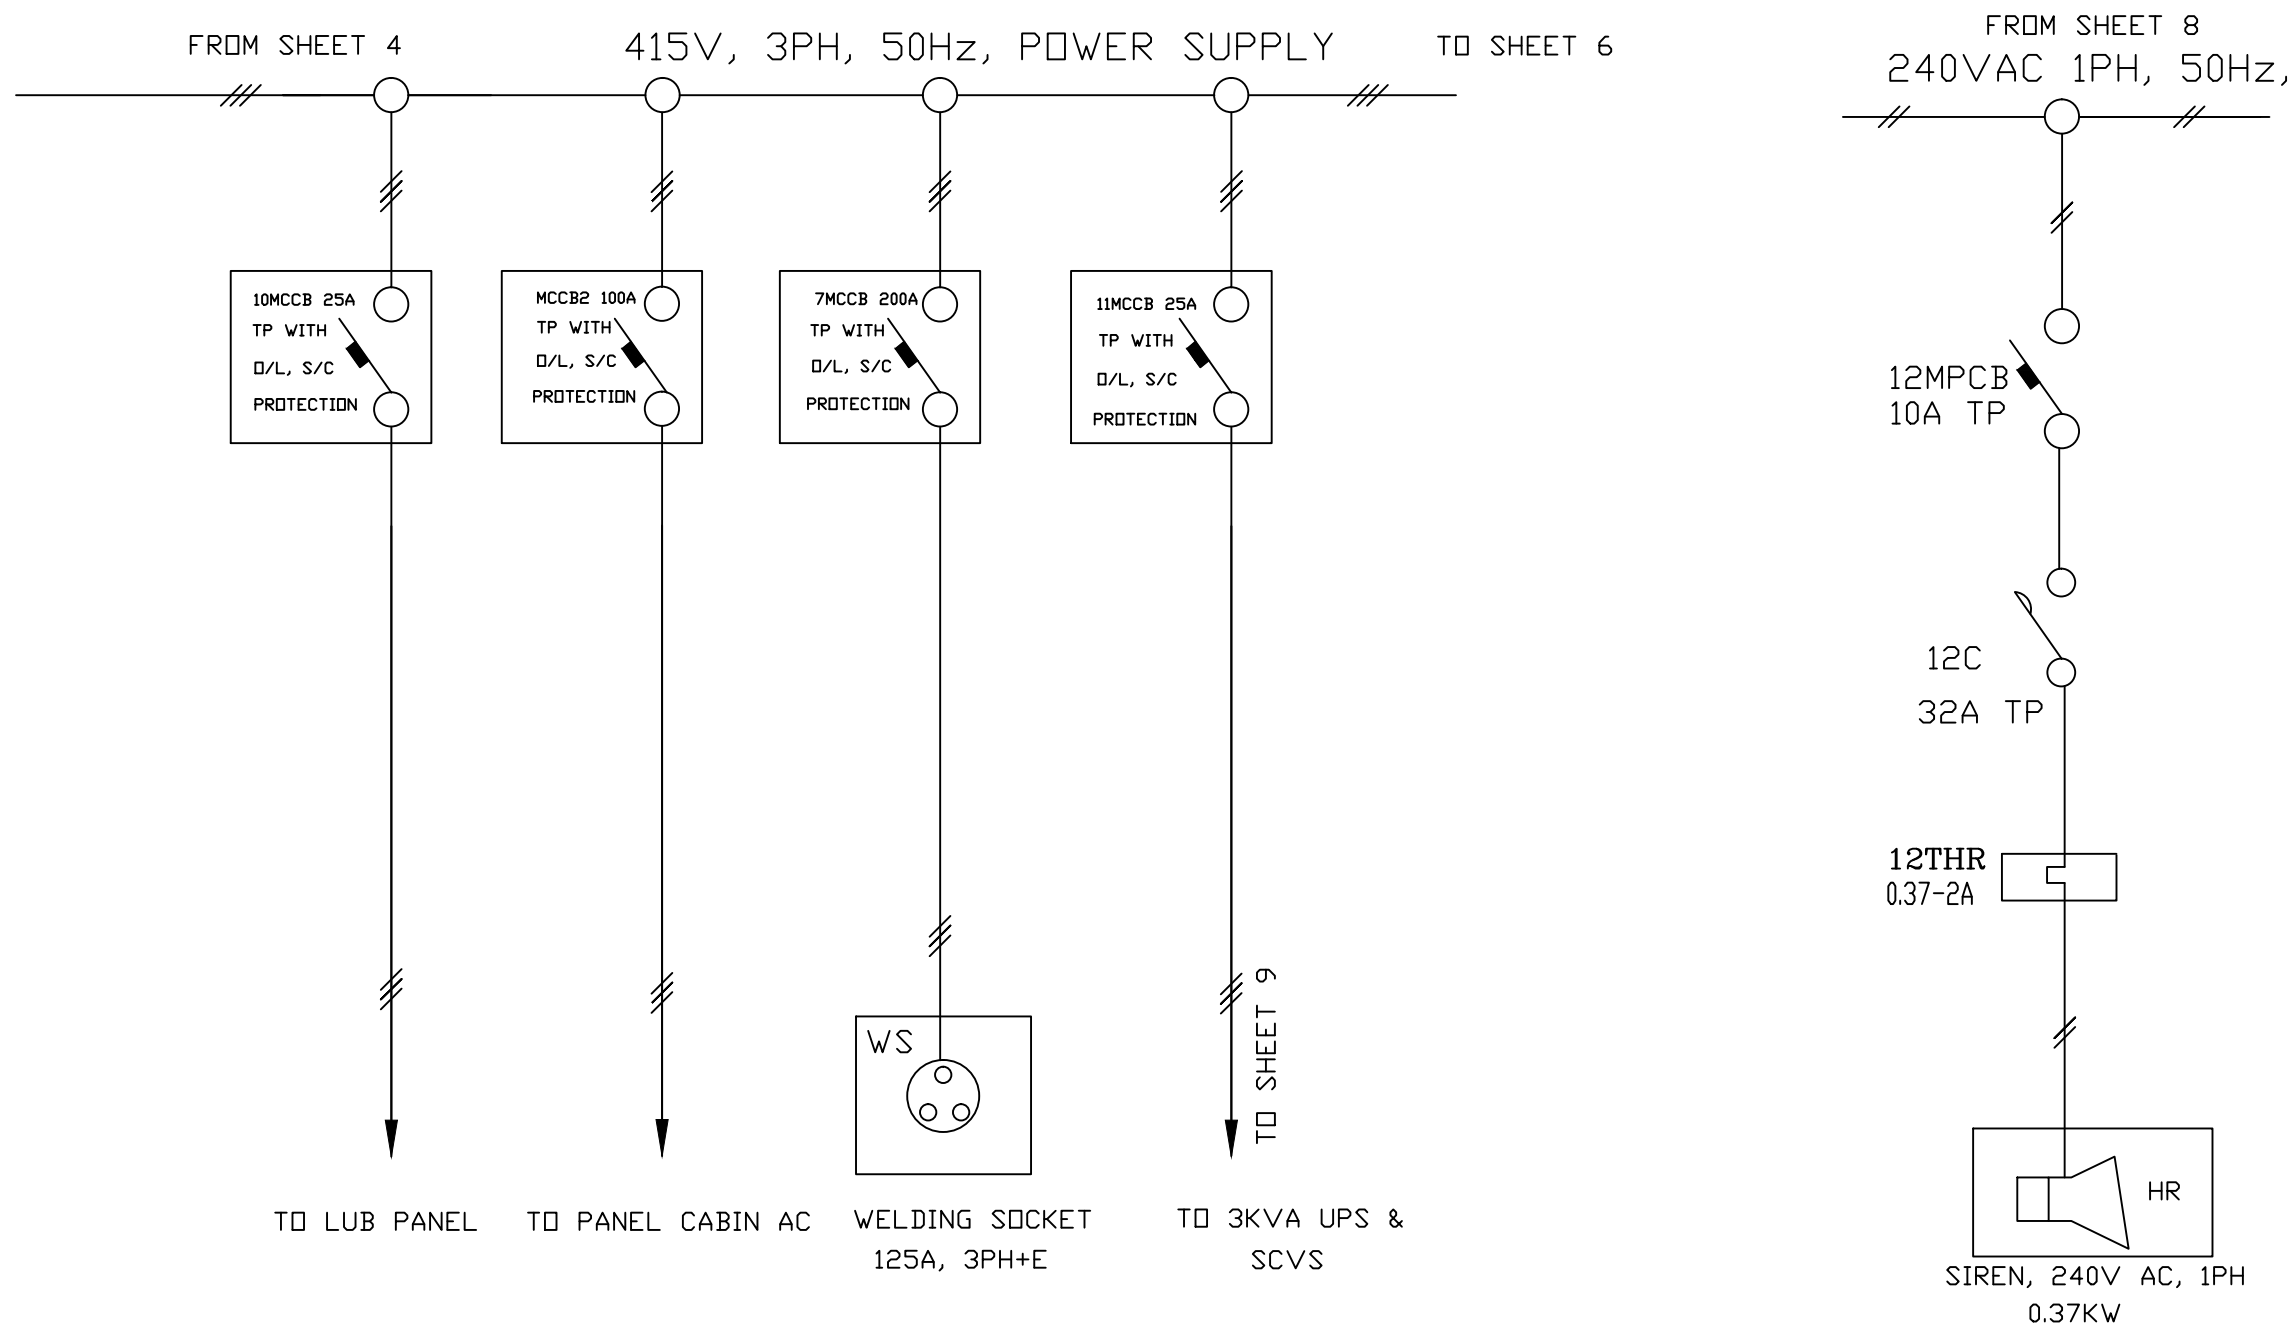 FROM SHEET 4
415V, 3PH, 50Hz, POWER SUPPLY
TO SHEET 6
10MCCB 25A
TP WITH
O/L, S/C
PROTECTION
MCCB2 100A
TP WITH
O/L, S/C
PROTECTION
7MCCB 200A
TP WITH
O/L, S/C
PROTECTION
11MCCB 25A
TP WITH
O/L, S/C
PROTECTION
TO LUB PANEL
TO PANEL CABIN AC
WS
WELDING SOCKET
125A, 3PH+E
TO SHEET 9
TO 3KVA UPS &
SCVS
FROM SHEET 8
240VAC 1PH, 50Hz,
12MPCB
10A TP
12C
32A TP
12THR
0.37-2A
HR
SIREN, 240V AC, 1PH
0.37KW